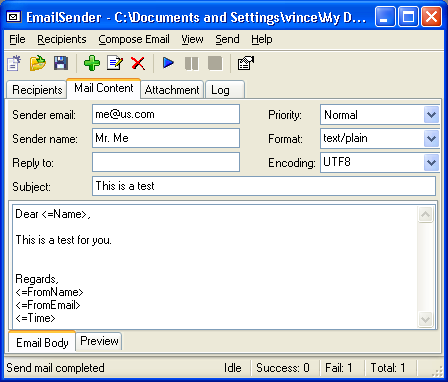 EmailSender - C:\Documents and Settings\vince\My D...
File Recipients Compose Email View Send Help
Recipients Mail Content Attachment Log
Sender email: me@us.com Priority: Normal
Sender name: Mr. Me Format: text/plain
Reply to: Encoding: UTF8
Subject: This is a test
Dear <=Name>,
This is a test for you.
Regards,
<=FromName>
<=FromEmail>
<=Time>
Email Body Preview
Send mail completed Idle Success: 0 Fail: 1 Total: 1